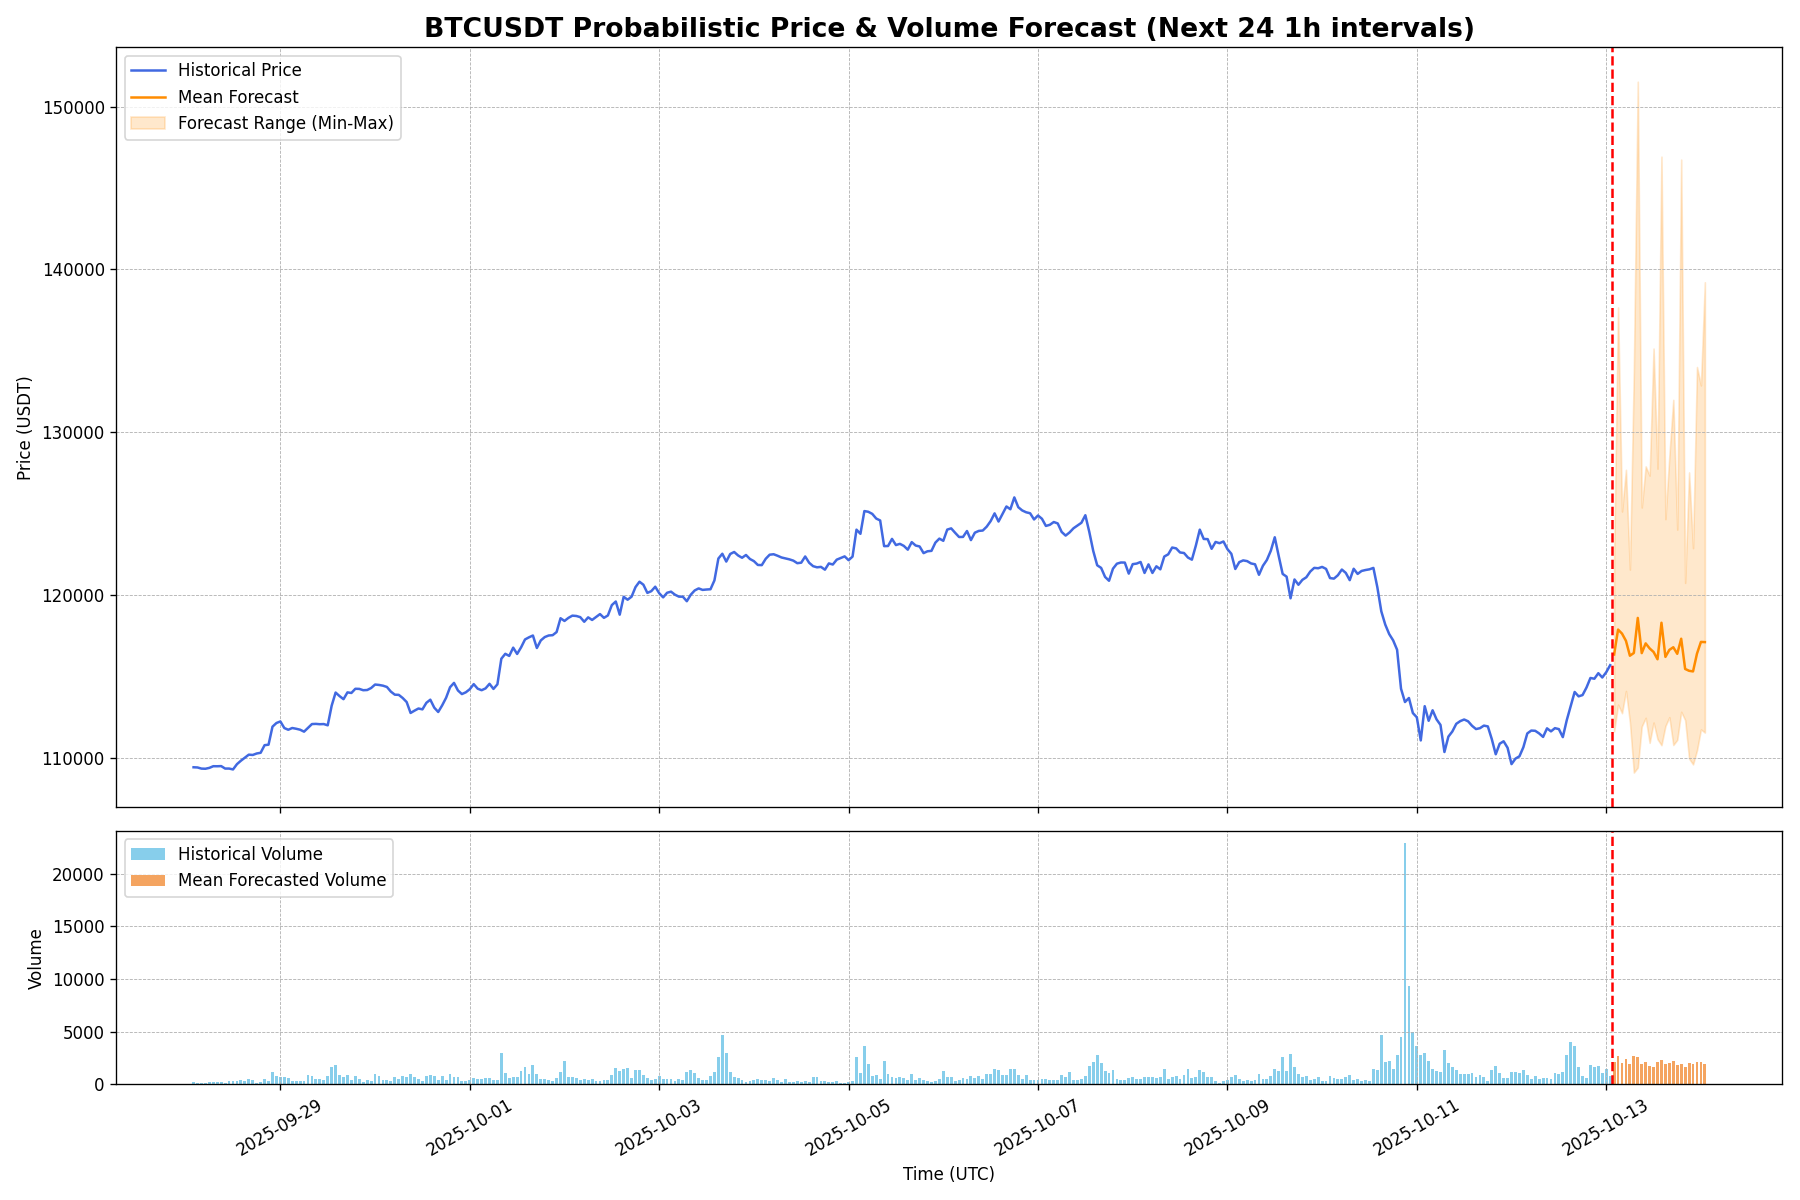 BTCUSDT Probabilistic Price & Volume Forecast (Next 24 1h intervals)
Historical Price
Mean Forecast
Forecast Range (Min-Max)
150000
140000
130000
120000
110000
Price (USDT)
Historical Volume
Mean Forecasted Volume
20000
15000
10000
5000
0
Volume
2025-09-29
2025-10-01
2025-10-03
2025-10-05
2025-10-07
2025-10-09
2025-10-11
2025-10-13
Time (UTC)